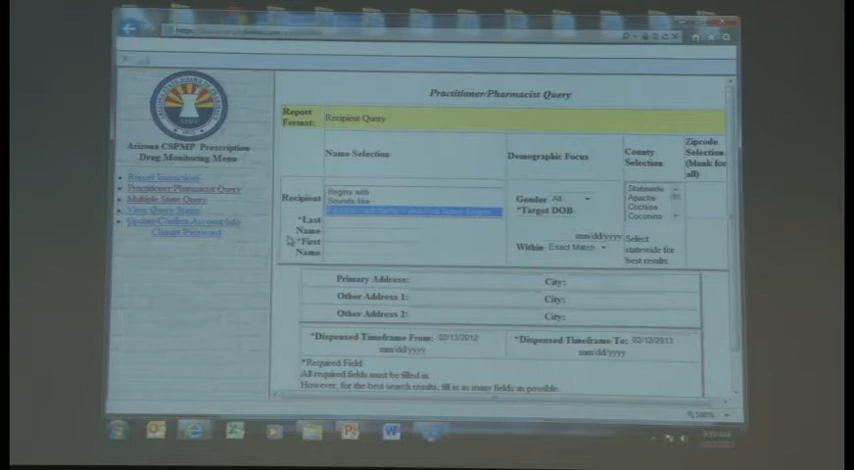 https://
Practitioner/Pharmacist Query
Report Format: Recipient Query
Name Selection
Demographic Focus
County Selection
Zipcode Selection (blank for all)
Arizona CSPMP Prescription
Drug Monitoring Menu
Report Instructions
Practitioner/Pharmacist Query
Multiple State Query
View Query Status
Update/Confirm Account Info
Change Password
Recipient
Begins with
Sounds like
*Last Name
*First Name
Gender All
*Target DOB
mm/dd/yyyy
Within Exact Match
Statewide
Apache
Cochise
Coconino
Select statewide for best results
Primary Address: City:
Other Address 1: City:
Other Address 2: City:
*Dispensed Timeframe From: 02/13/2012
mm/dd/yyyy
*Dispensed Timeframe To: 02/12/2013
mm/dd/yyyy
*Required Field
All required fields must be filled in
However, for the best search results, fill in as many fields as possible
100%